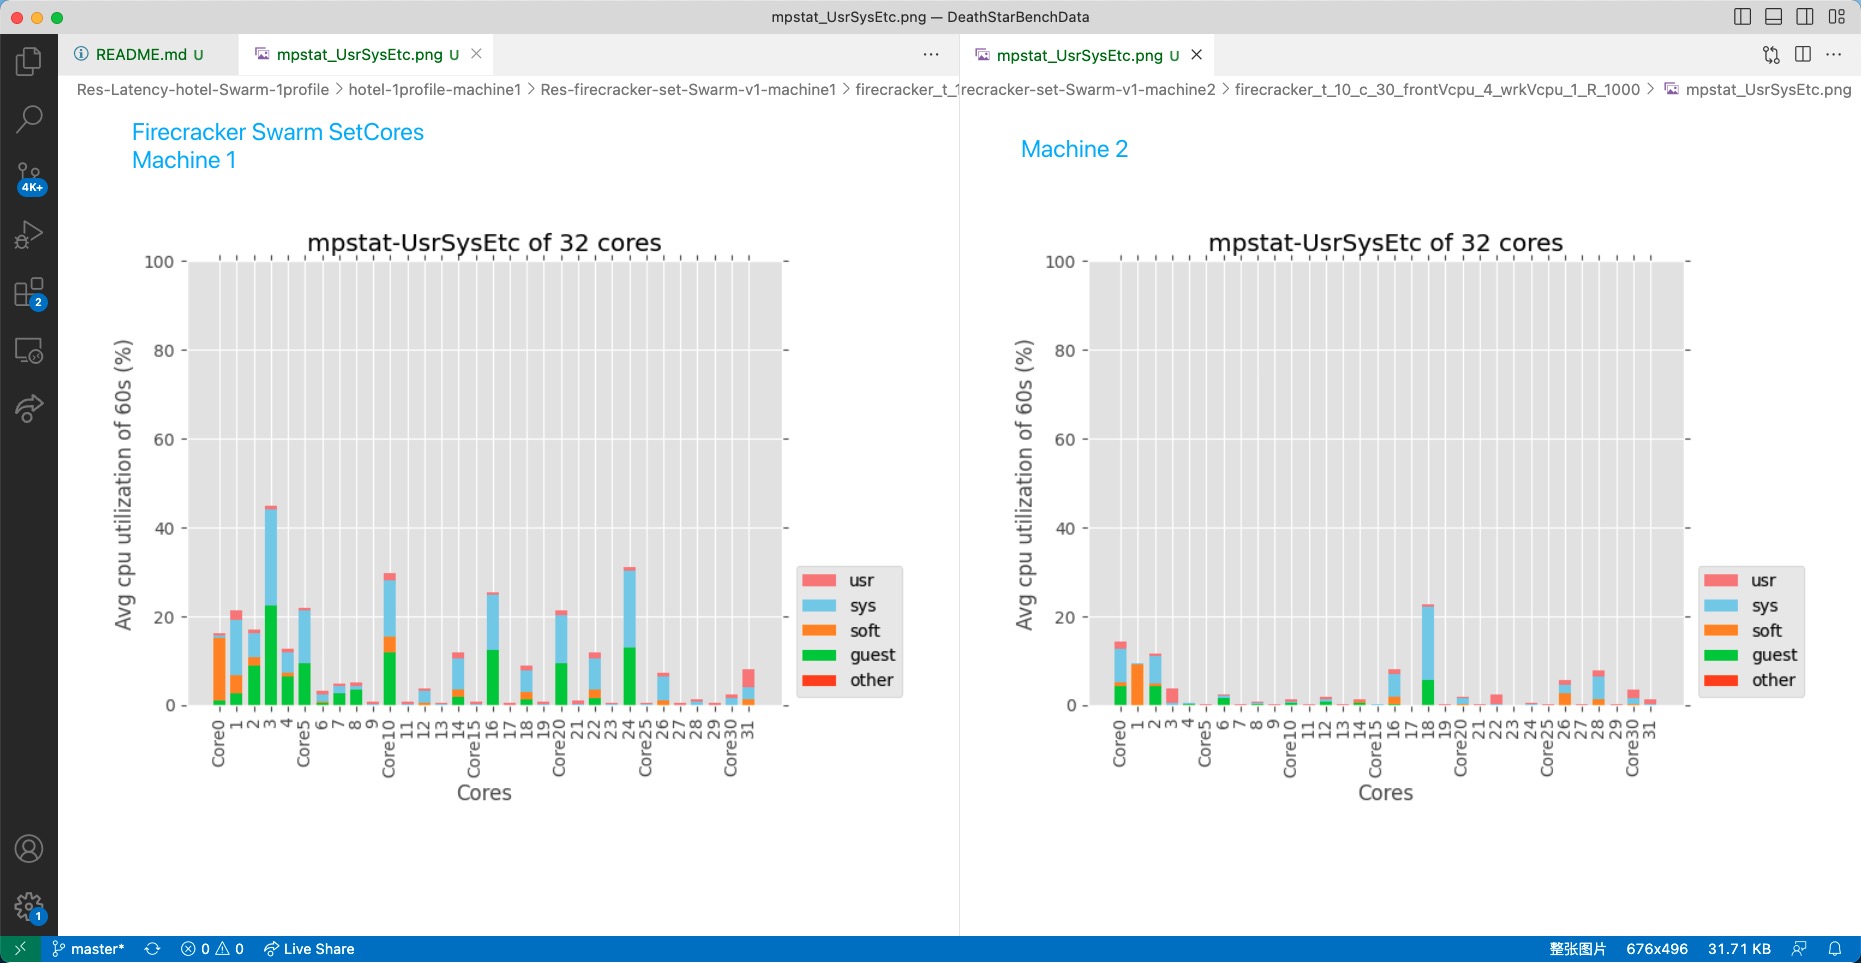 mpstat_UsrSysEtc.png — DeathStarBenchData
README.md U
mpstat_UsrSysEtc.png U
mpstat_UsrSysEtc.png U
Res-Latency-hotel-Swarm-1profile > hotel-1profile-machine1 > Res-firecracker-set-Swarm-v1-machine1 > firecracker_t_1
recracker-set-Swarm-v1-machine2 > firecracker_t_10_c_30_frontVcpu_4_wrkVcpu_1_R_1000 > mpstat_UsrSysEtc.png
4K+
2
1
Firecracker Swarm SetCores
Machine 1
mpstat-UsrSysEtc of 32 cores
Avg cpu utilization of 60s (%)
100
80
60
40
20
0
Core0 1 2 3 4 Core5 6 7 8 9 Core10 11 12 13 14 Core15 16 17 18 19 Core20 21 22 23 24 Core25 26 27 28 29 Core30 31
Cores
usr
sys
soft
guest
other
Machine 2
mpstat-UsrSysEtc of 32 cores
Avg cpu utilization of 60s (%)
100
80
60
40
20
0
Core0 1 2 3 4 Core5 6 7 8 9 Core10 11 12 13 14 Core15 16 17 18 19 Core20 21 22 23 24 Core25 26 27 28 29 Core30 31
Cores
usr
sys
soft
guest
other
master* 0 0 Live Share
整张图片 676x496 31.71 KB